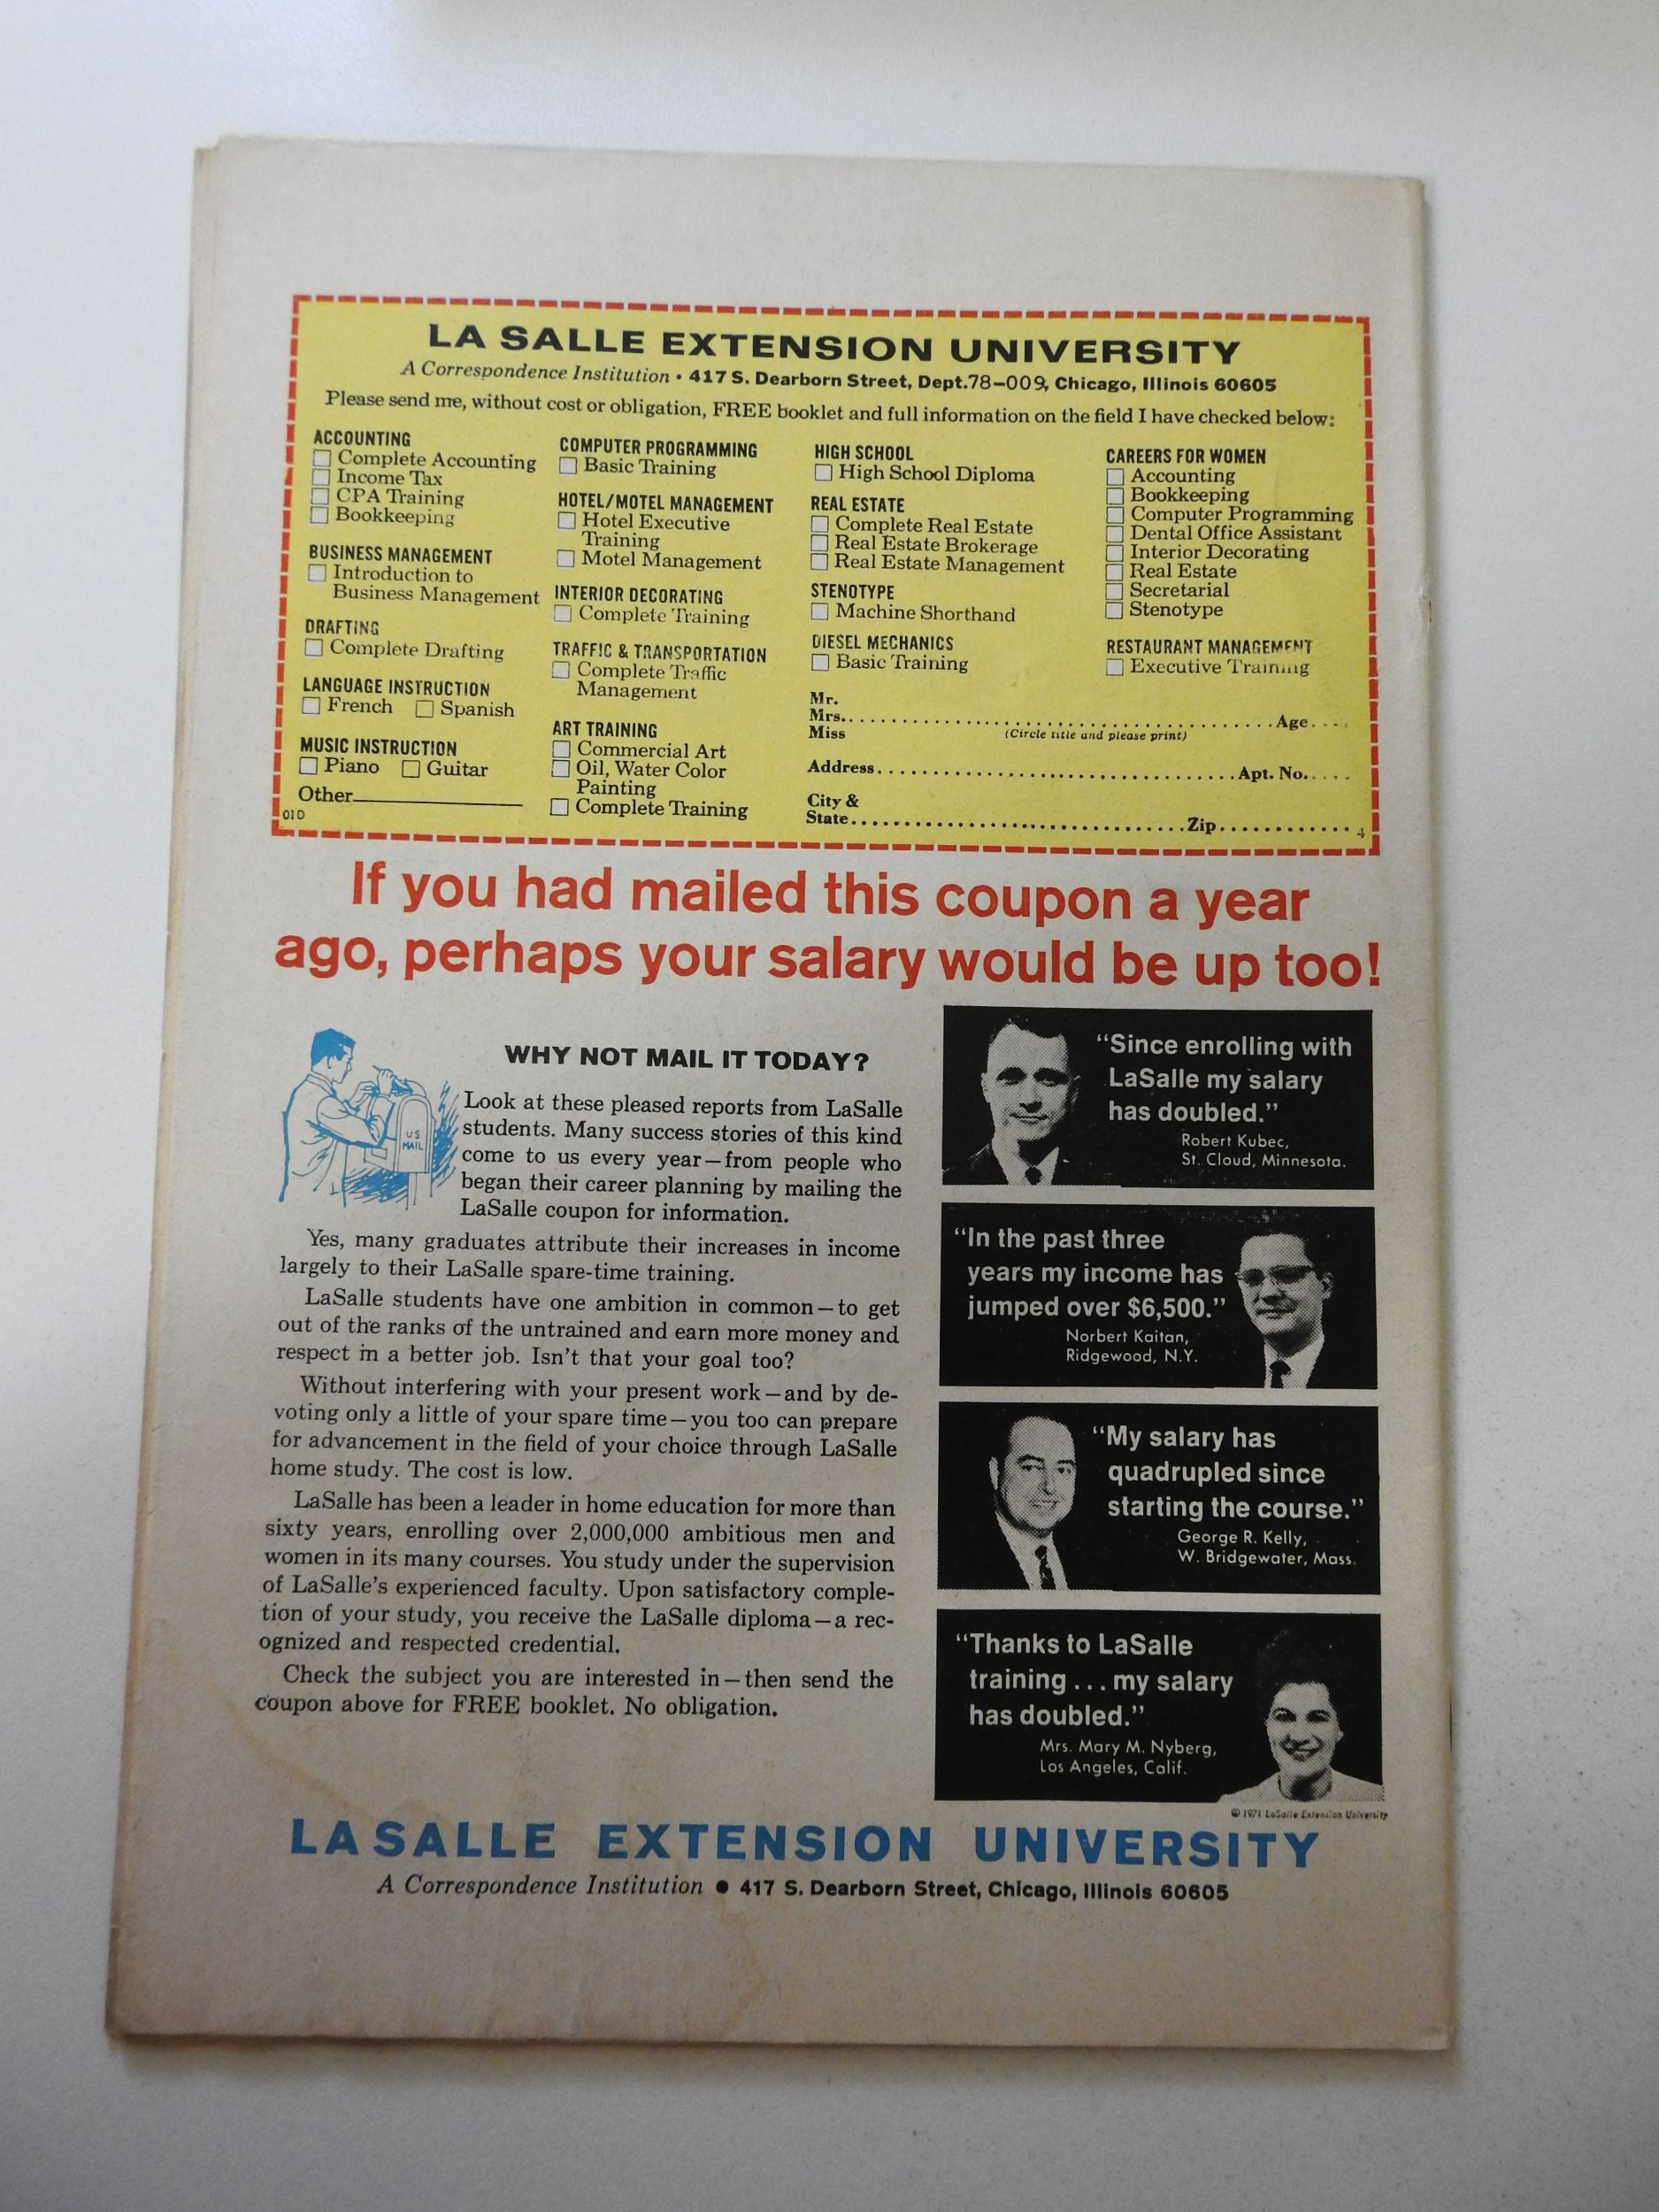 LA SALLE EXTENSION UNIVERSITY
A Correspondence Institution • 417 S. Dearborn Street, Dept.78-009, Chicago, Illinois 60605
Please send me, without cost or obligation, FREE booklet and full information on the field I have checked below:
ACCOUNTING
Complete Accounting
Income Tax
CPA Training
Bookkeeping
BUSINESS MANAGEMENT
Introduction to
Business Management
DRAFTING
Complete Drafting
LANGUAGE INSTRUCTION
French Spanish
MUSIC INSTRUCTION
Piano Guitar
Other
01D
COMPUTER PROGRAMMING
Basic Training
HOTEL/MOTEL MANAGEMENT
Hotel Executive
Training
Motel Management
INTERIOR DECORATING
Complete Training
TRAFFIC & TRANSPORTATION
Complete Traffic
Management
ART TRAINING
Commercial Art
Oil, Water Color
Painting
Complete Training
HIGH SCHOOL
High School Diploma
REAL ESTATE
Complete Real Estate
Real Estate Brokerage
Real Estate Management
STENOTYPE
Machine Shorthand
DIESEL MECHANICS
Basic Training
CAREERS FOR WOMEN
Accounting
Bookkeeping
Computer Programming
Dental Office Assistant
Interior Decorating
Real Estate
Secretarial
Stenotype
RESTAURANT MANAGEMENT
Executive Training
Mr.
Mrs. Age
Miss (Circle title and please print)
Address Apt. No.
City &
State Zip 4
If you had mailed this coupon a year
ago, perhaps your salary would be up too!
WHY NOT MAIL IT TODAY?
U S
MAIL
Look at these pleased reports from LaSalle
students. Many success stories of this kind
come to us every year—from people who
began their career planning by mailing the
LaSalle coupon for information.
Yes, many graduates attribute their increases in income
largely to their LaSalle spare-time training.
LaSalle students have one ambition in common—to get
out of the ranks of the untrained and earn more money and
respect in a better job. Isn't that your goal too?
Without interfering with your present work—and by de-
voting only a little of your spare time—you too can prepare
for advancement in the field of your choice through LaSalle
home study. The cost is low.
LaSalle has been a leader in home education for more than
sixty years, enrolling over 2,000,000 ambitious men and
women in its many courses. You study under the supervision
of LaSalle's experienced faculty. Upon satisfactory comple-
tion of your study, you receive the LaSalle diploma—a rec-
ognized and respected credential.
Check the subject you are interested in—then send the
coupon above for FREE booklet. No obligation.
"Since enrolling with
LaSalle my salary
has doubled."
Robert Kubec,
St. Cloud, Minnesota.
"In the past three
years my income has
jumped over $6,500."
Norbert Kaitan,
Ridgewood, N.Y.
"My salary has
quadrupled since
starting the course."
George R. Kelly,
W. Bridgewater, Mass.
"Thanks to LaSalle
training ... my salary
has doubled."
Mrs. Mary M. Nyberg,
Los Angeles, Calif.
© 1971 LaSalle Extension University
LASALLE EXTENSION UNIVERSITY
A Correspondence Institution ● 417 S. Dearborn Street, Chicago, Illinois 60605